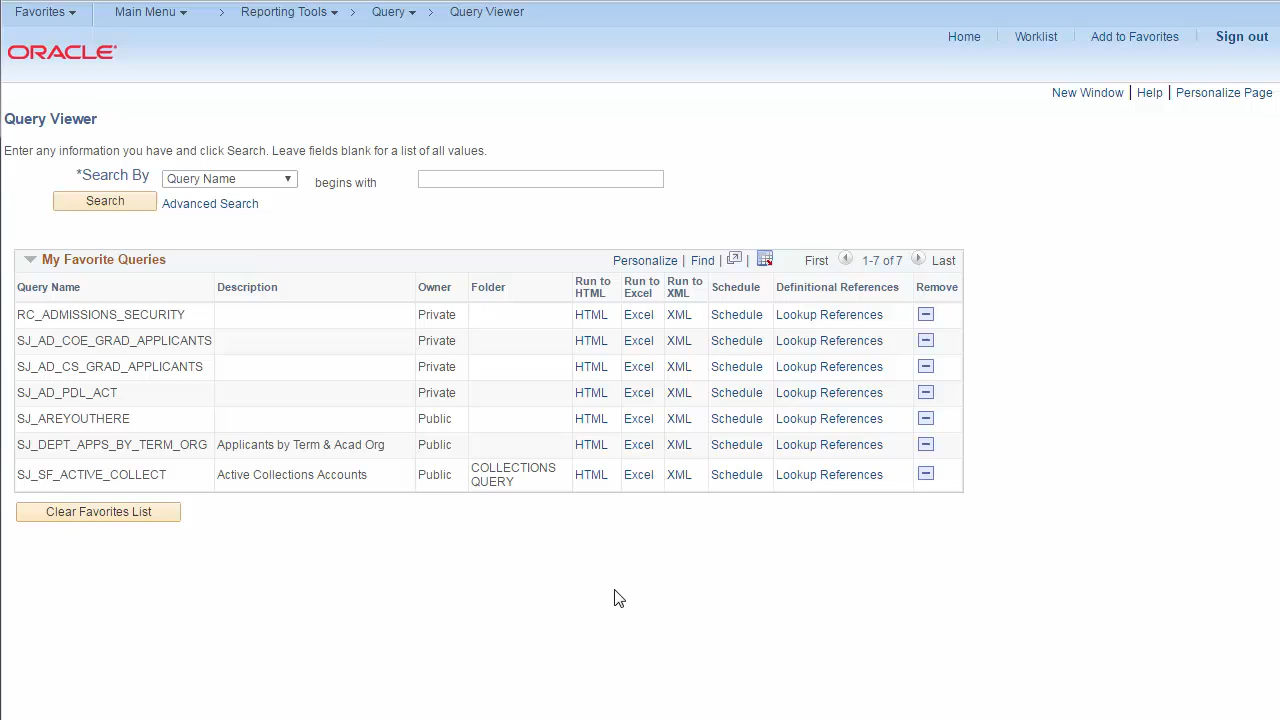 Favorites Main Menu > Reporting Tools > Query > Query Viewer
ORACLE
Home Worklist Add to Favorites Sign out
New Window | Help | Personalize Page
Query Viewer
Enter any information you have and click Search. Leave fields blank for a list of all values.
*Search By Query Name begins with
Search Advanced Search
My Favorite Queries Personalize | Find | | First 1-7 of 7 Last
Query Name Description Owner Folder Run to HTML Run to Excel Run to XML Schedule Definitional References Remove
RC_ADMISSIONS_SECURITY Private HTML Excel XML Schedule Lookup References
SJ_AD_COE_GRAD_APPLICANTS Private HTML Excel XML Schedule Lookup References
SJ_AD_CS_GRAD_APPLICANTS Private HTML Excel XML Schedule Lookup References
SJ_AD_PDL_ACT Private HTML Excel XML Schedule Lookup References
SJ_AREYOUTHERE Public HTML Excel XML Schedule Lookup References
SJ_DEPT_APPS_BY_TERM_ORG Applicants by Term & Acad Org Public HTML Excel XML Schedule Lookup References
SJ_SF_ACTIVE_COLLECT Active Collections Accounts Public COLLECTIONS QUERY HTML Excel XML Schedule Lookup References
Clear Favorites List